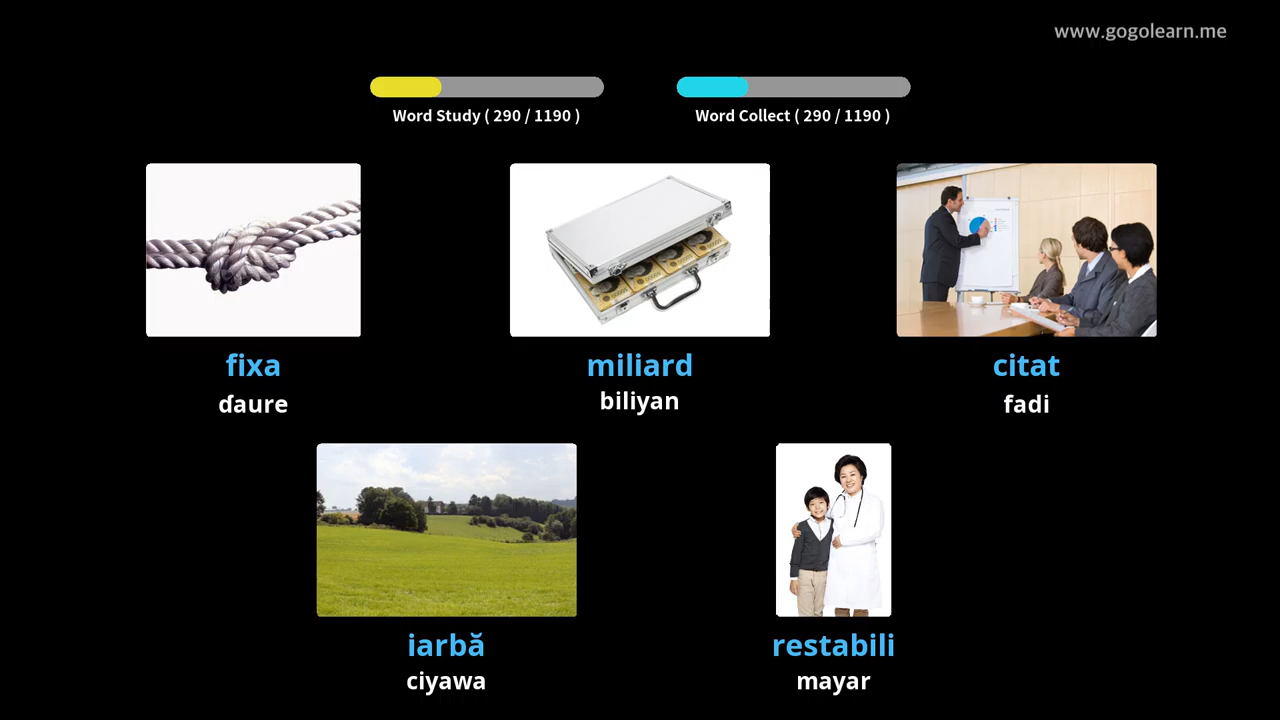 www.gogolearn.me
Word Study ( 290 / 1190 )
Word Collect ( 290 / 1190 )
fixa
ɗaure
miliard
biliyan
citat
fadi
iarbă
ciyawa
restabili
mayar